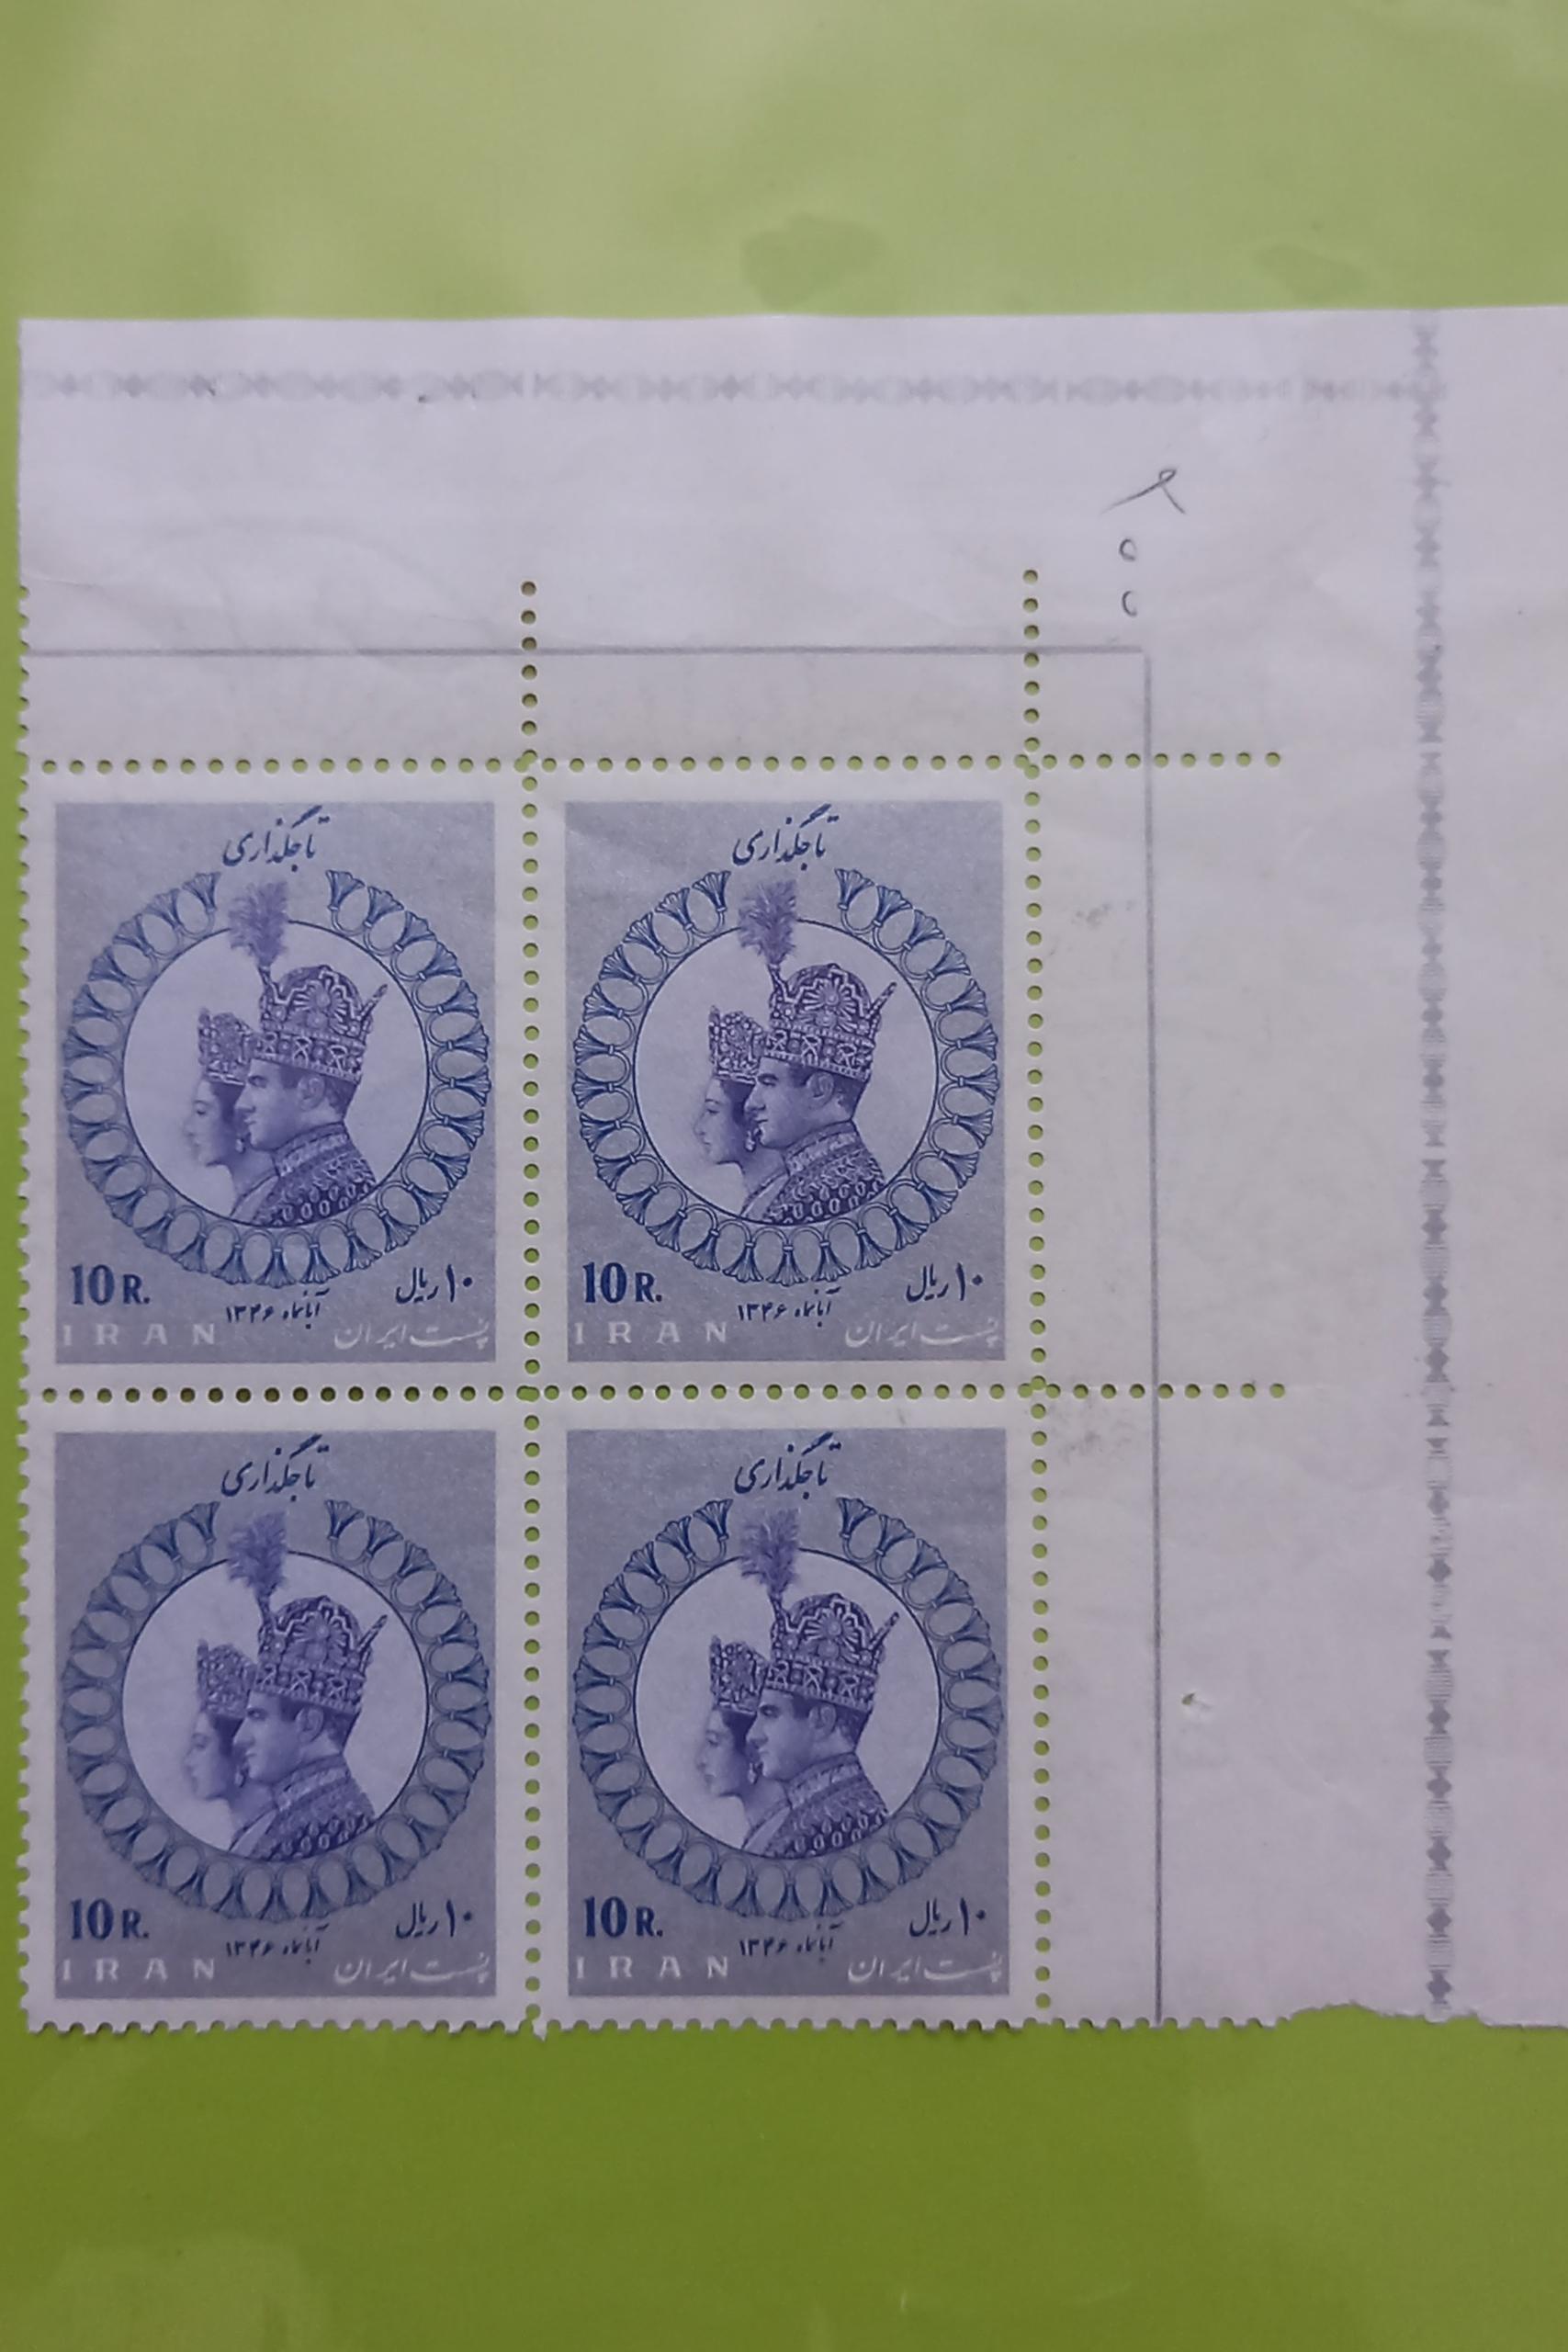 تاجگذاری
10 R.
آبانماه ۱۳۴۶
۱۰ ریال
IRAN
پست ایران
تاجگذاری
10 R.
آبانماه ۱۳۴۶
۱۰ ریال
IRAN
پست ایران
تاجگذاری
10 R.
آبانماه ۱۳۴۶
۱۰ ریال
IRAN
پست ایران
تاجگذاری
10 R.
آبانماه ۱۳۴۶
۱۰ ریال
IRAN
پست ایران